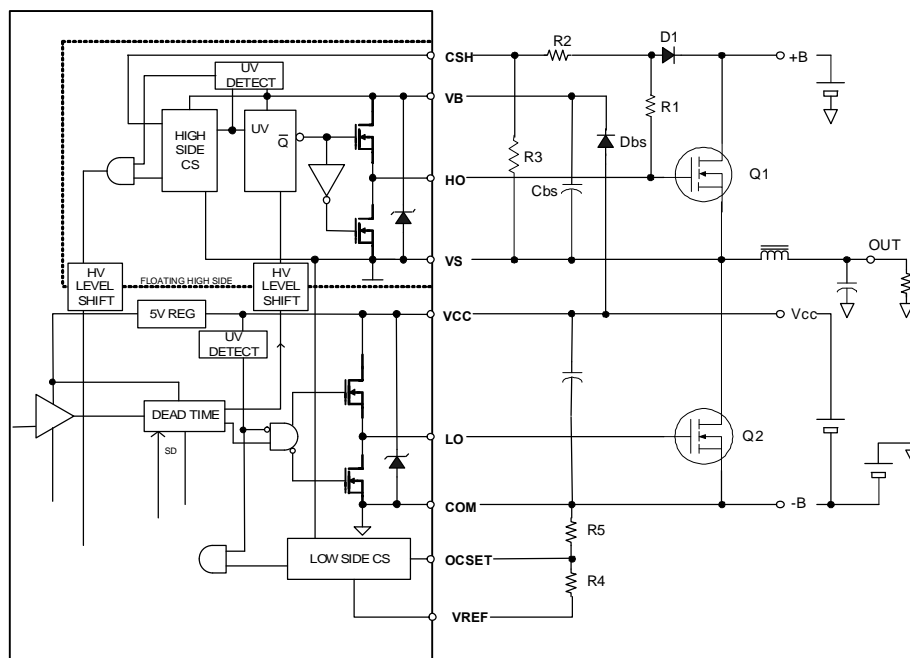 CSH
R2
D1
+B
UV
DETECT
VB
HIGH
SIDE
CS
UV
Q̅
R1
R3
Dbs
Cbs
HO
Q1
VS
OUT
HV
LEVEL
SHIFT
FLOATING HIGH SIDE
HV
LEVEL
SHIFT
5V REG
VCC
Vcc
UV
DETECT
DEAD TIME
SD
LO
Q2
COM
-B
R5
LOW SIDE CS
OCSET
R4
VREF